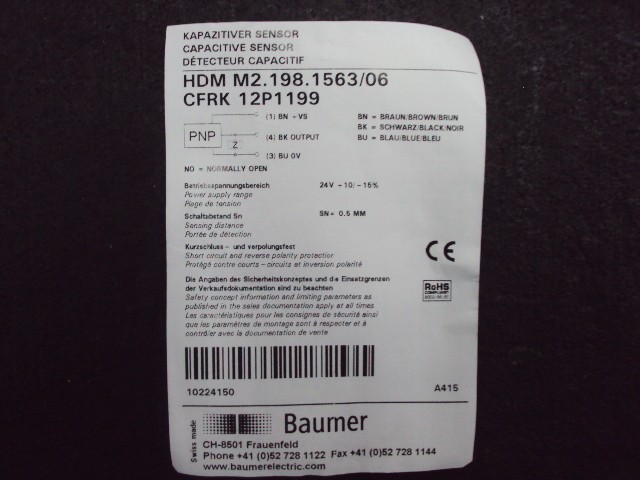 KAPAZITIVER SENSOR
CAPACITIVE SENSOR
DÉTECTEUR CAPACITIF
HDM M2.198.1563/06
CFRK 12P1199
(1) BN +VS
PNP
(4) BK OUTPUT
Z
(3) BU 0V
BN = BRAUN/BROWN/BRUN
BK = SCHWARZ/BLACK/NOIR
BU = BLAU/BLUE/BLEU
NO = NORMALLY OPEN
Betriebsspannungsbereich 24V +10/-15%
Power supply range
Plage de tension
Schaltabstand Sn SN= 0.5 MM
Sensing distance
Portée de détection
Kurzschluss- und verpolungsfest
Short circuit and reverse polarity protection
Protégé contre courts-circuits et inversion polarité
CE
Die Angaben des Sicherheitskonzeptes und die Einsatzgrenzen
der Verkaufsdokumentation sind zu beachten
Safety concept information and limiting parameters as
published in the sales documentation apply at all times
Les caractéristiques pour les consignes de sécurité ainsi
que les paramètres de montage sont à respecter et à
contrôler avec la documentation de vente
RoHS
COMPLIANT
10224150 A415
Swiss made
Baumer
CH-8501 Frauenfeld
Phone +41 (0)52 728 1122 Fax +41 (0)52 728 1144
www.baumerelectric.com